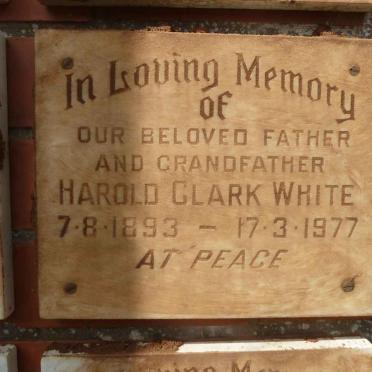 In Loving Memory
of
OUR BELOVED FATHER
AND GRANDFATHER
HAROLD CLARK WHITE
7·8·1893 — 17·3·1977
AT PEACE